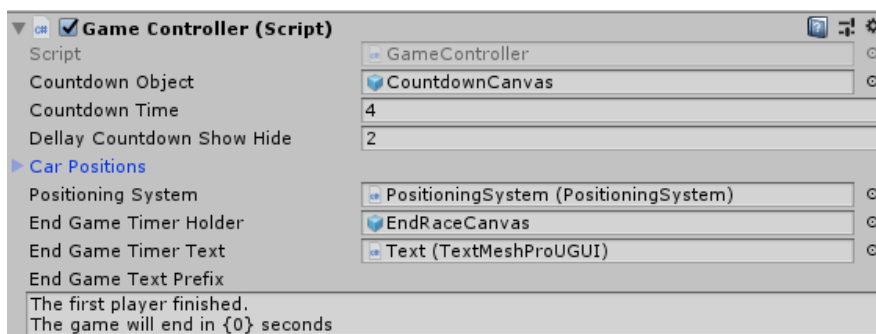 Game Controller (Script)
Script GameController
Countdown Object CountdownCanvas
Countdown Time 4
Dellay Countdown Show Hide 2
Car Positions
Positioning System PositioningSystem (PositioningSystem)
End Game Timer Holder EndRaceCanvas
End Game Timer Text Text (TextMeshProUGUI)
End Game Text Prefix
The first player finished.
The game will end in {0} seconds